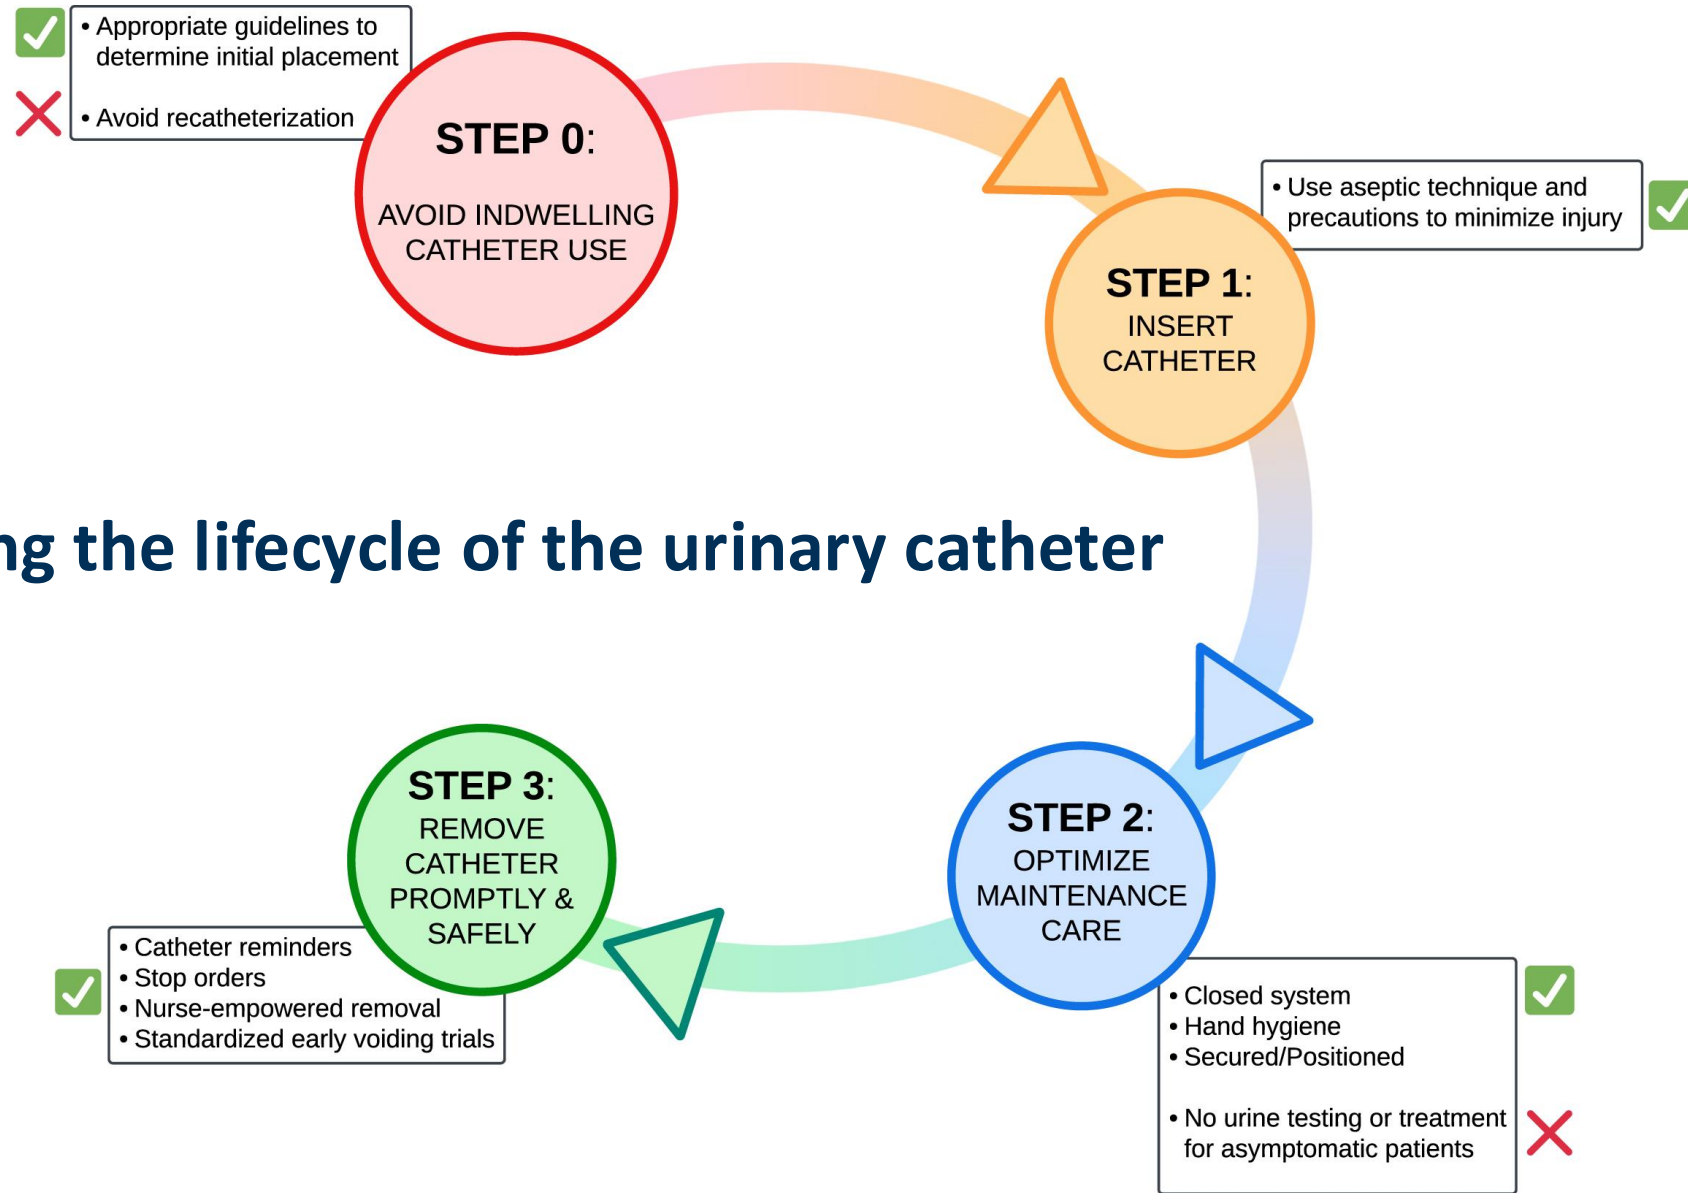 • Appropriate guidelines to
determine initial placement
• Avoid recatheterization
STEP 0:
AVOID INDWELLING
CATHETER USE
• Use aseptic technique and
precautions to minimize injury
STEP 1:
INSERT
CATHETER
ng the lifecycle of the urinary catheter
STEP 2:
OPTIMIZE
MAINTENANCE
CARE
• Closed system
• Hand hygiene
• Secured/Positioned
• No urine testing or treatment
for asymptomatic patients
STEP 3:
REMOVE
CATHETER
PROMPTLY &
SAFELY
• Catheter reminders
• Stop orders
• Nurse-empowered removal
• Standardized early voiding trials